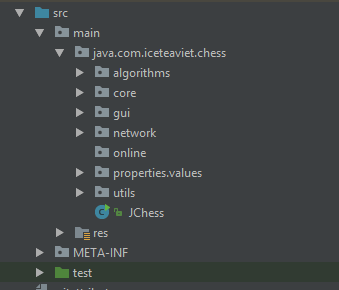 src
main
java.com.iceteaviet.chess
algorithms
core
gui
network
online
properties.values
utils
JChess
res
META-INF
test